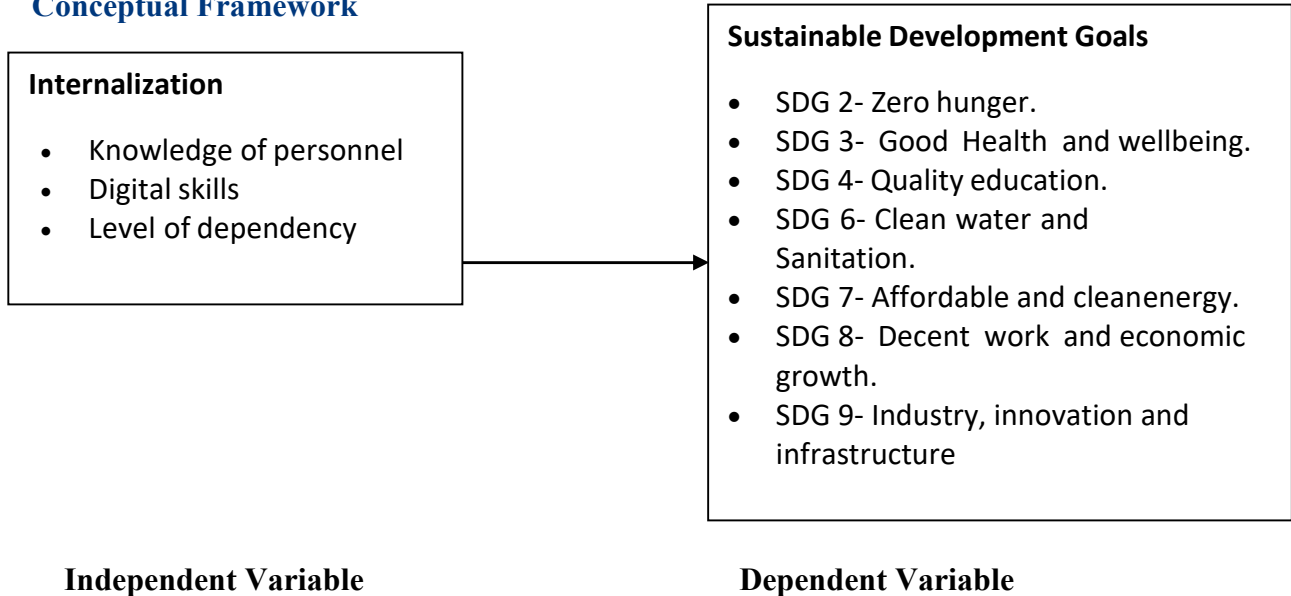 Conceptual Framework
Internalization
• Knowledge of personnel
• Digital skills
• Level of dependency
Sustainable Development Goals
• SDG 2- Zero hunger.
• SDG 3- Good Health and wellbeing.
• SDG 4- Quality education.
• SDG 6- Clean water and
Sanitation.
• SDG 7- Affordable and cleanenergy.
• SDG 8- Decent work and economic
growth.
• SDG 9- Industry, innovation and
infrastructure
Independent Variable
Dependent Variable